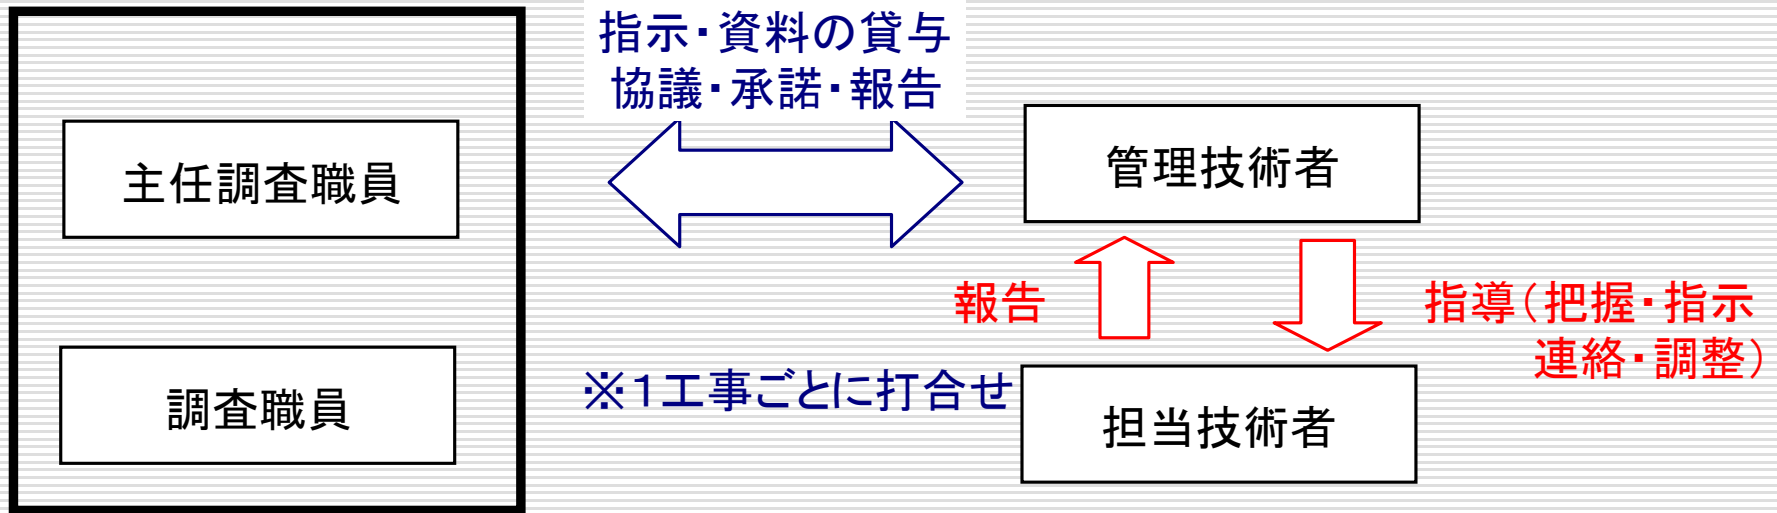 指示・資料の貸与
協議・承諾・報告
主任調査職員
管理技術者
報告
指導(把握・指示
連絡・調整)
調査職員
※1工事ごとに打合せ
担当技術者